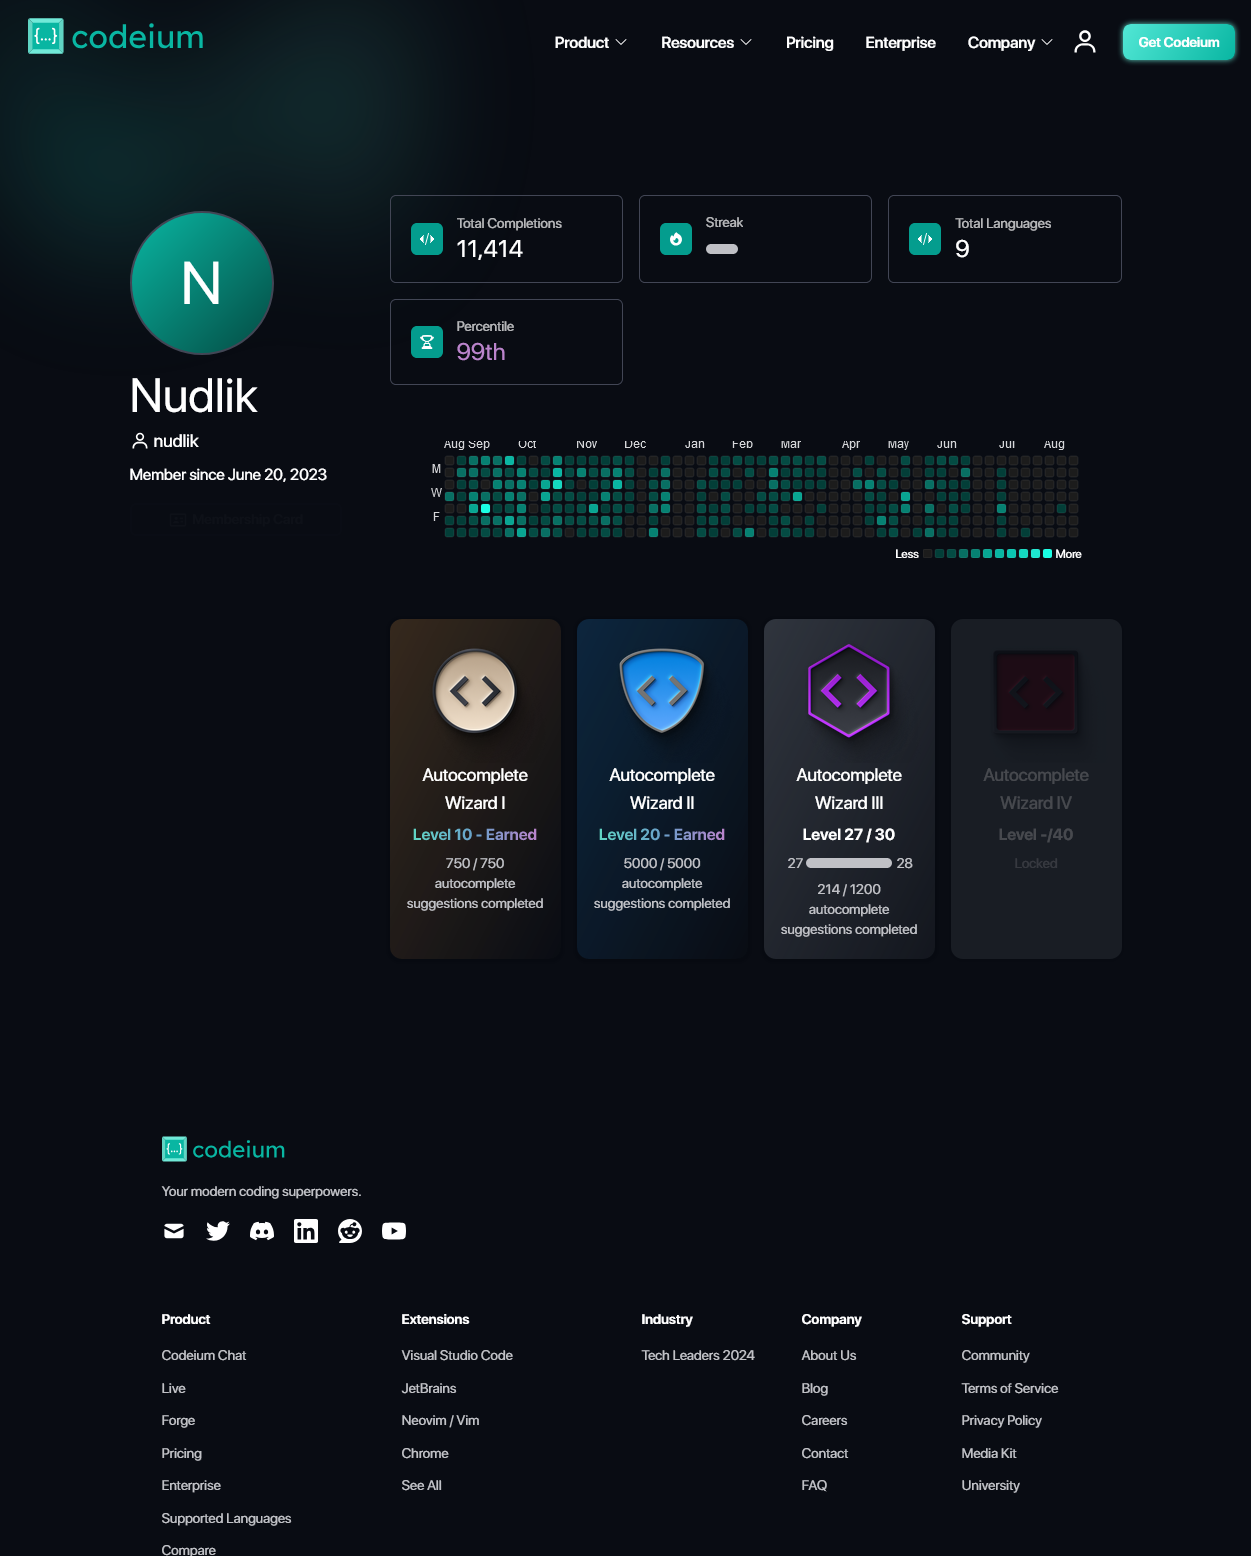 {...} codeium
Product
Resources
Pricing
Enterprise
Company
Get Codeium
N
Nudlik
nudlik
Member since June 20, 2023
Membership Card
Total Completions
11,414
Streak
Total Languages
9
Percentile
99th
Aug Sep Oct Nov Dec Jan Feb Mar Apr May Jun Jul Aug
M
W
F
Less
More
Autocomplete
Wizard I
Level 10 - Earned
750 / 750
autocomplete
suggestions completed
Autocomplete
Wizard II
Level 20 - Earned
5000 / 5000
autocomplete
suggestions completed
Autocomplete
Wizard III
Level 27 / 30
27 28
214 / 1200
autocomplete
suggestions completed
Autocomplete
Wizard IV
Level -/40
Locked
{...} codeium
Your modern coding superpowers.
Product
Codeium Chat
Live
Forge
Pricing
Enterprise
Supported Languages
Compare
Extensions
Visual Studio Code
JetBrains
Neovim / Vim
Chrome
See All
Industry
Tech Leaders 2024
Company
About Us
Blog
Careers
Contact
FAQ
Support
Community
Terms of Service
Privacy Policy
Media Kit
University